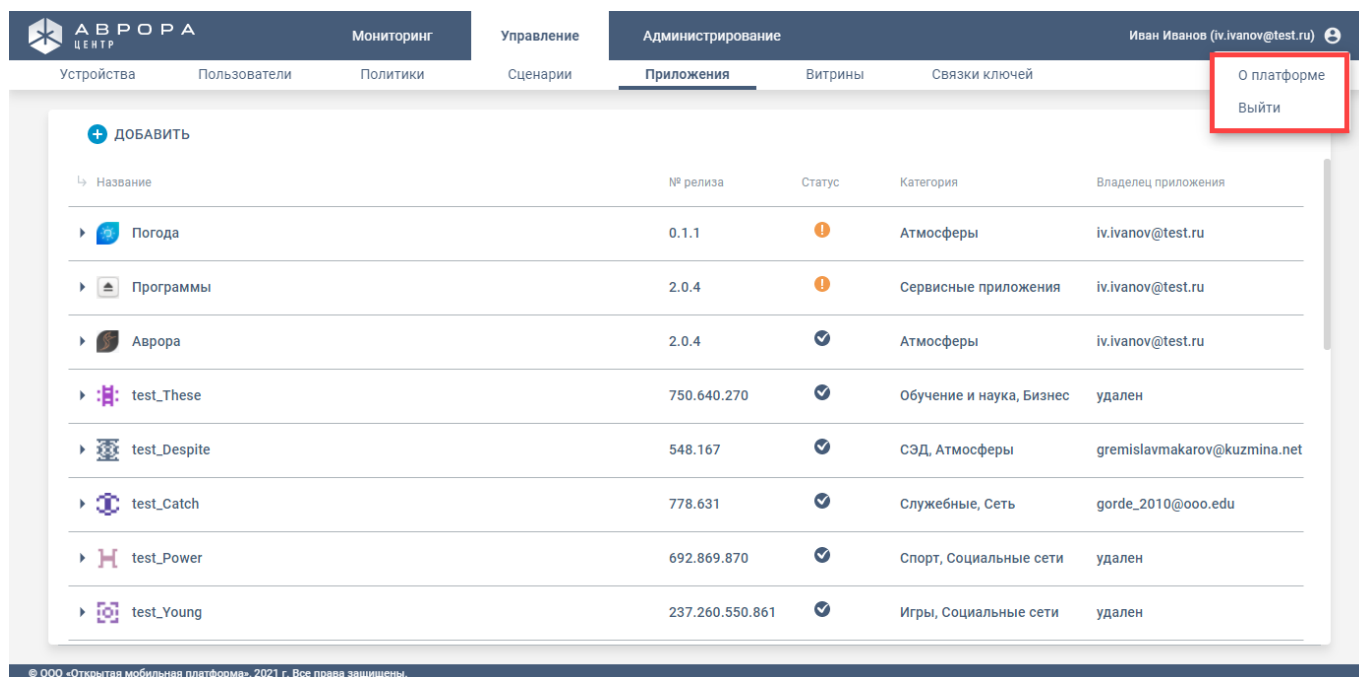 АВРОРА
ЦЕНТР
Мониторинг Управление Администрирование Иван Иванов (iv.ivanov@test.ru)
Устройства Пользователи Политики Сценарии Приложения Витрины Связки ключей О платформе
Выйти
ДОБАВИТЬ
Название № релиза Статус Категория Владелец приложения
Погода 0.1.1 Атмосферы iv.ivanov@test.ru
Программы 2.0.4 Сервисные приложения iv.ivanov@test.ru
Аврора 2.0.4 Атмосферы iv.ivanov@test.ru
test_These 750.640.270 Обучение и наука, Бизнес удален
test_Despite 548.167 СЭД, Атмосферы gremislavmakarov@kuzmina.net
test_Catch 778.631 Служебные, Сеть gorde_2010@ooo.edu
test_Power 692.869.870 Спорт, Социальные сети удален
test_Young 237.260.550.861 Игры, Социальные сети удален
© ООО «Открытая мобильная платформа», 2021 г. Все права защищены.